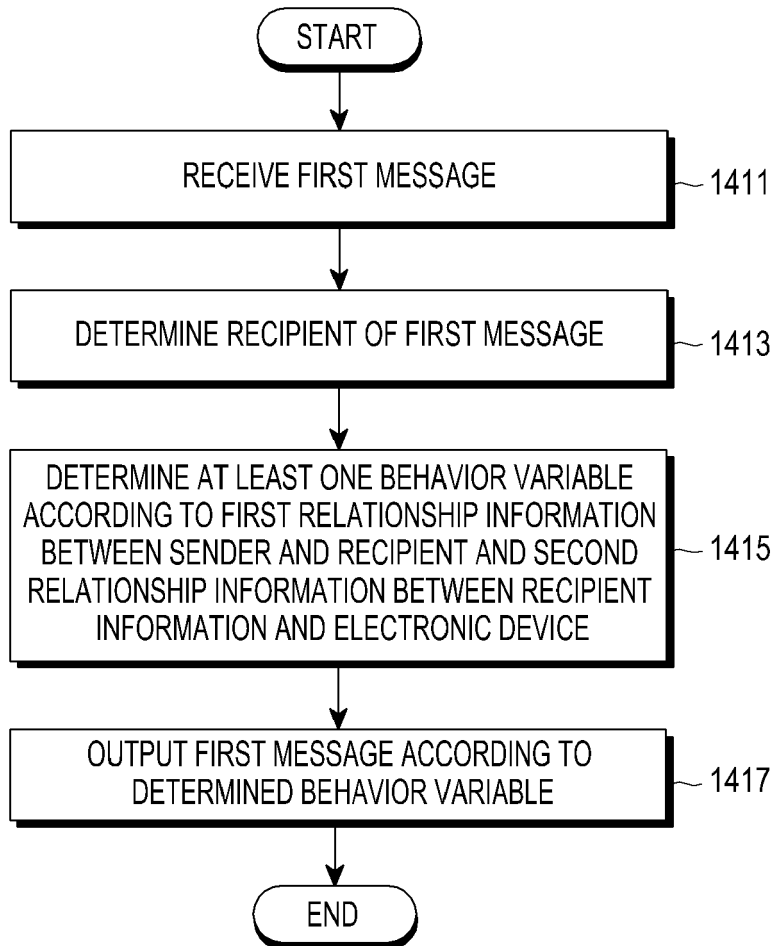 START
RECEIVE FIRST MESSAGE
1411
DETERMINE RECIPIENT OF FIRST MESSAGE
1413
DETERMINE AT LEAST ONE BEHAVIOR VARIABLE
ACCORDING TO FIRST RELATIONSHIP INFORMATION
BETWEEN SENDER AND RECIPIENT AND SECOND
RELATIONSHIP INFORMATION BETWEEN RECIPIENT
INFORMATION AND ELECTRONIC DEVICE
1415
OUTPUT FIRST MESSAGE ACCORDING TO
DETERMINED BEHAVIOR VARIABLE
1417
END